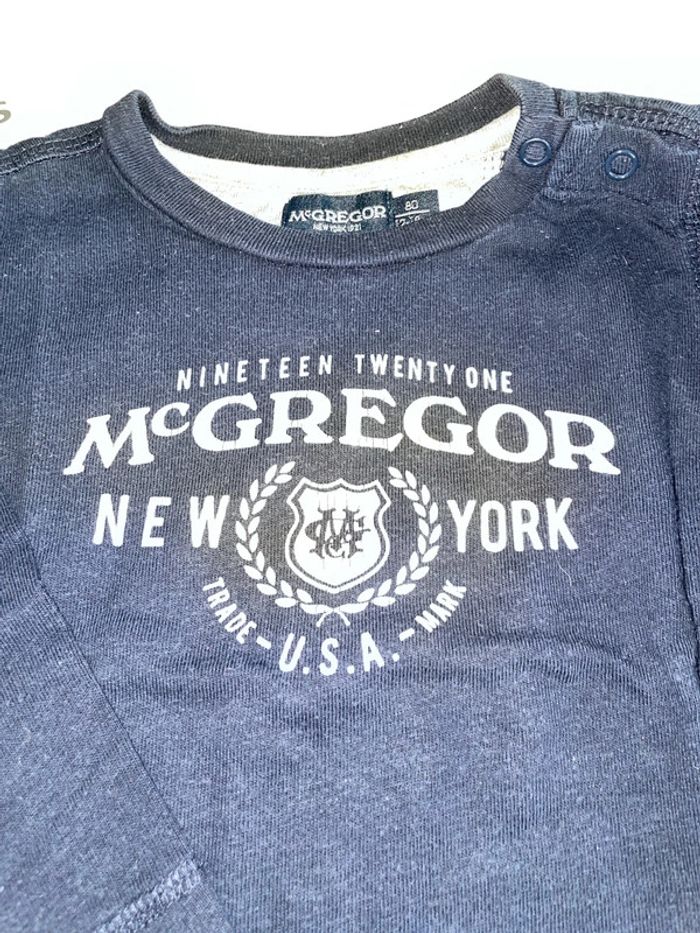 McGREGOR
NEW YORK 1921
80
NINETEEN TWENTY ONE
McGREGOR
NEW YORK
TRADE - U.S.A. - MARK